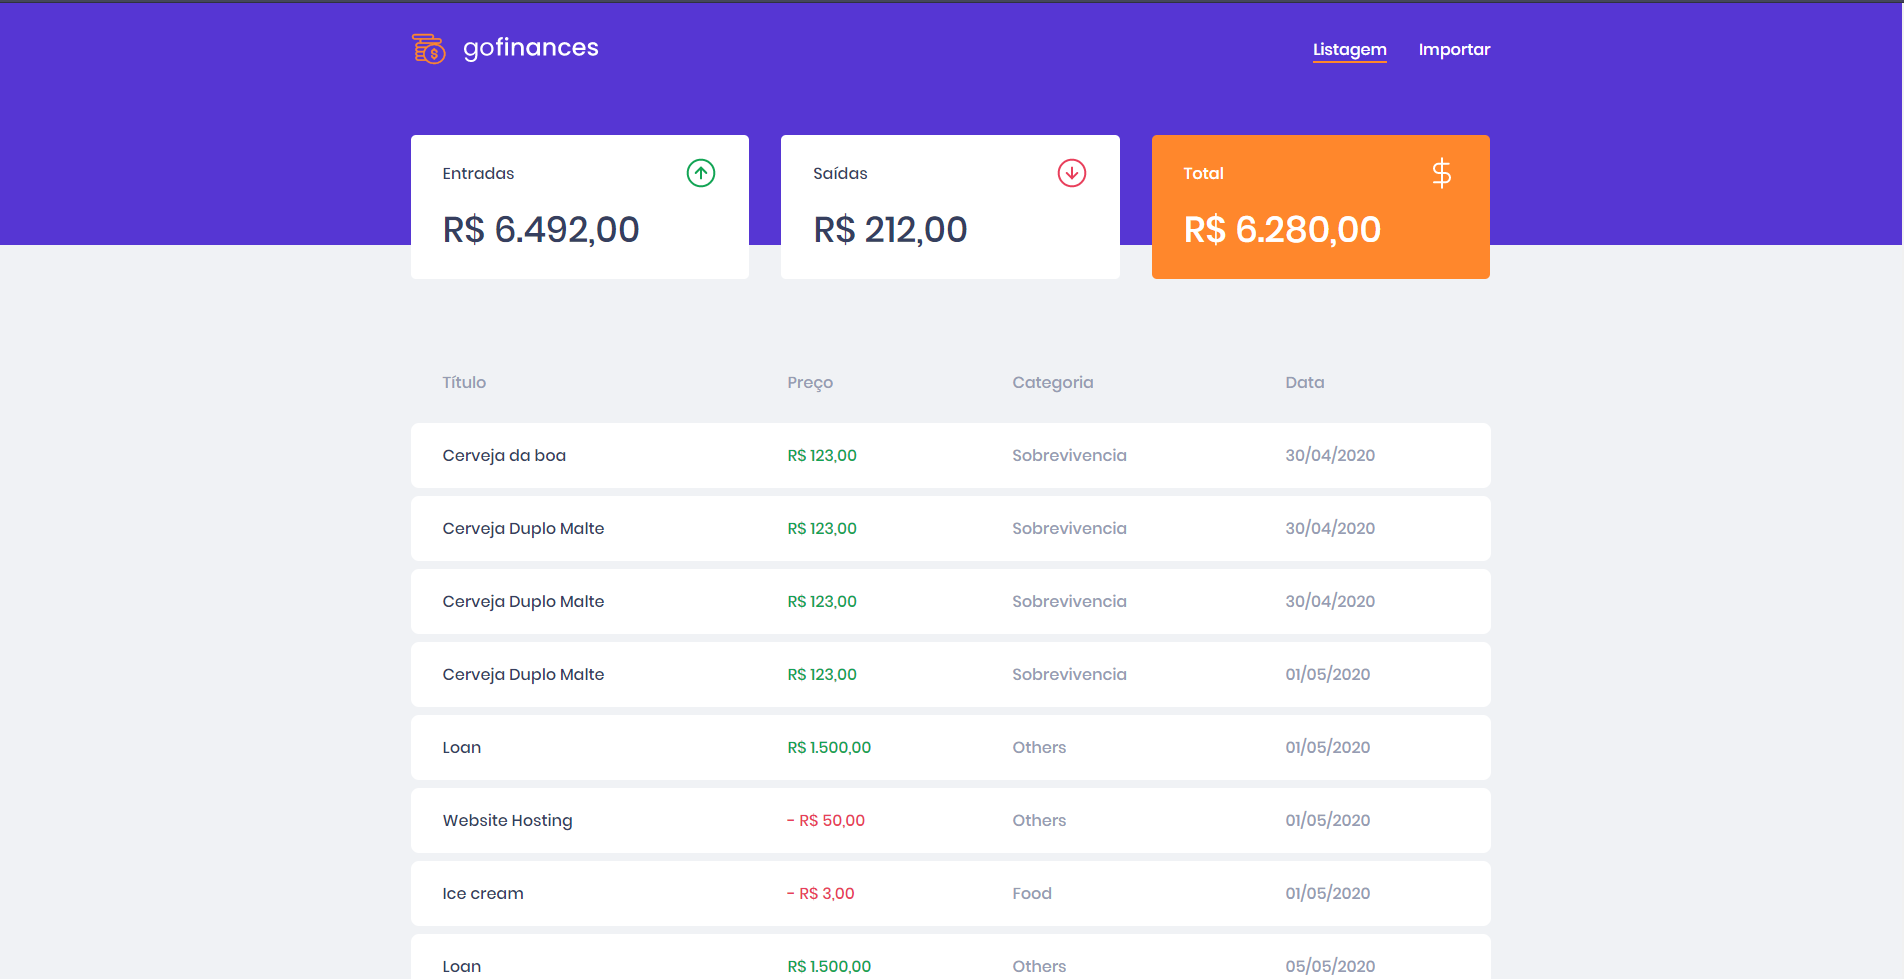 gofinances
Listagem Importar
Entradas
R$ 6.492,00
Saídas
R$ 212,00
Total
$
R$ 6.280,00
Título Preço Categoria Data
Cerveja da boa R$ 123,00 Sobrevivencia 30/04/2020
Cerveja Duplo Malte R$ 123,00 Sobrevivencia 30/04/2020
Cerveja Duplo Malte R$ 123,00 Sobrevivencia 30/04/2020
Cerveja Duplo Malte R$ 123,00 Sobrevivencia 01/05/2020
Loan R$ 1.500,00 Others 01/05/2020
Website Hosting - R$ 50,00 Others 01/05/2020
Ice cream - R$ 3,00 Food 01/05/2020
Loan R$ 1.500,00 Others 05/05/2020